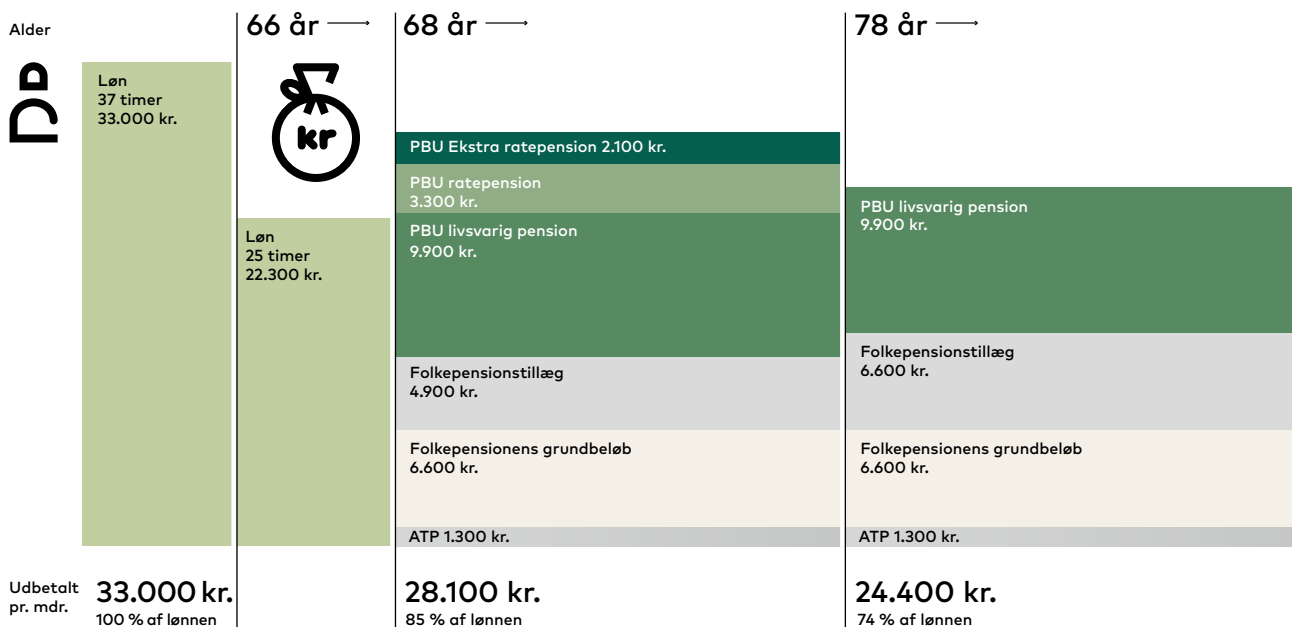 Alder
66 år
68 år
78 år
Løn
37 timer
33.000 kr.
kr
Løn
25 timer
22.300 kr.
PBU Ekstra ratepension 2.100 kr.
PBU ratepension
3.300 kr.
PBU livsvarig pension
9.900 kr.
Folkepensionstillæg
4.900 kr.
Folkepensionens grundbeløb
6.600 kr.
ATP 1.300 kr.
PBU livsvarig pension
9.900 kr.
Folkepensionstillæg
6.600 kr.
Folkepensionens grundbeløb
6.600 kr.
ATP 1.300 kr.
Udbetalt
pr. mdr.
33.000 kr.
100 % af lønnen
28.100 kr.
85 % af lønnen
24.400 kr.
74 % af lønnen